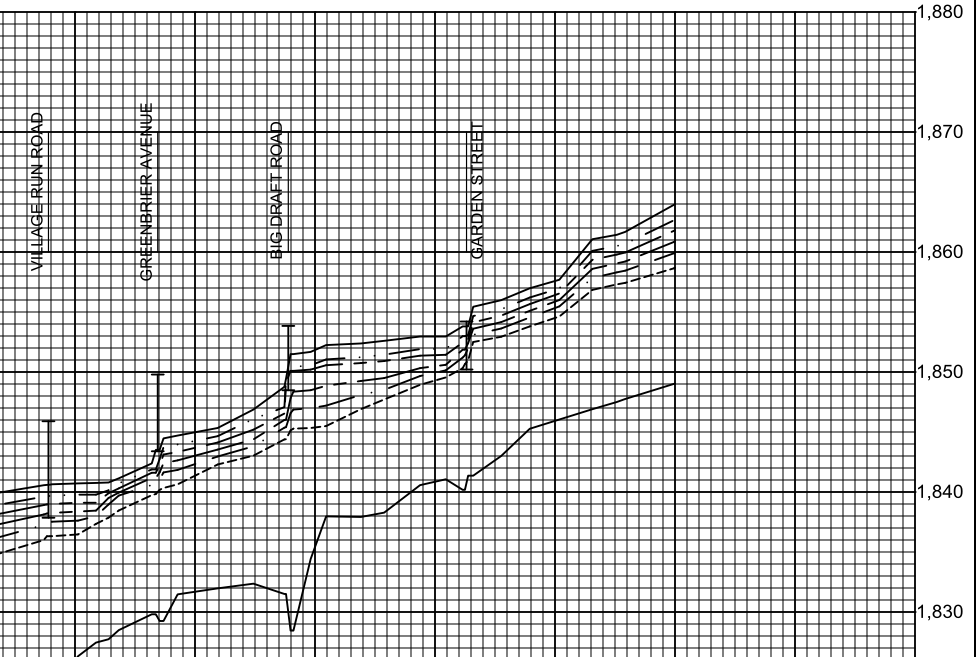 1,880
1,870
1,860
1,850
1,840
1,830
VILLAGE RUN ROAD
GREENBRIER AVENUE
BIG DRAFT ROAD
GARDEN STREET